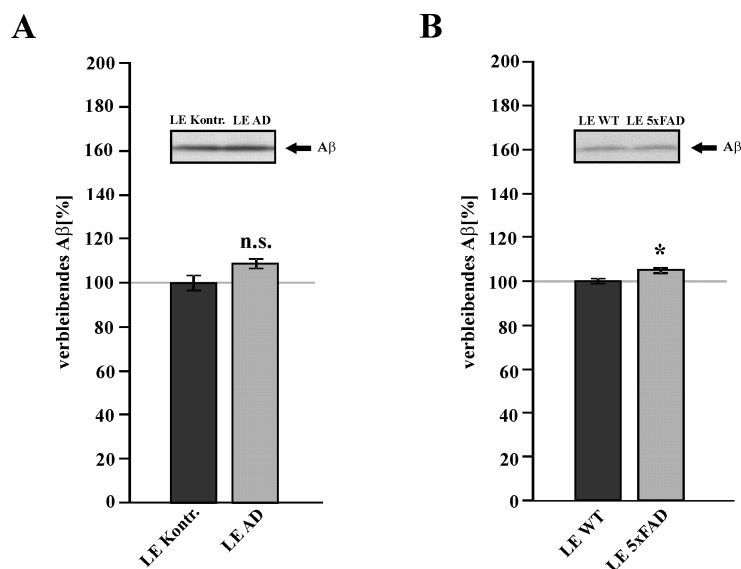 A
B
200
180
160
140
120
100
80
60
40
20
0
verbleibendes Aβ[%]
LE Kontr. LE AD
Aβ
n.s.
LE Kontr.
LE AD
200
180
160
140
120
100
80
60
40
20
0
verbleibendes Aβ[%]
LE WT LE 5xFAD
Aβ
*
LE WT
LE 5xFAD